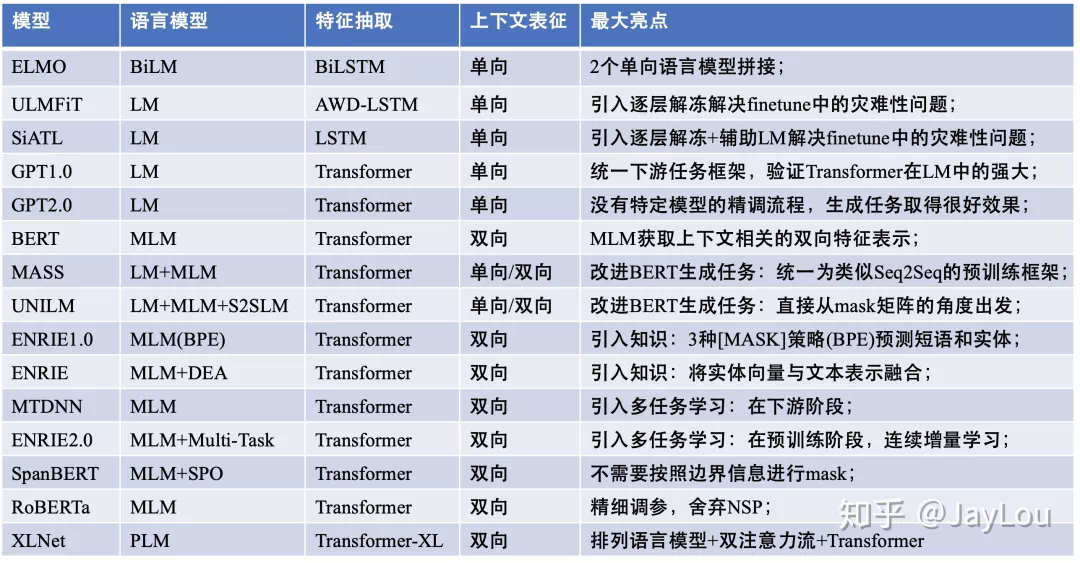 模型 语言模型 特征抽取 上下文表征 最大亮点
ELMO BiLM BiLSTM 单向 2个单向语言模型拼接；
ULMFiT LM AWD-LSTM 单向 引入逐层解冻解决finetune中的灾难性问题；
SiATL LM LSTM 单向 引入逐层解冻+辅助LM解决finetune中的灾难性问题；
GPT1.0 LM Transformer 单向 统一下游任务框架，验证Transformer在LM中的强大；
GPT2.0 LM Transformer 单向 没有特定模型的精调流程，生成任务取得很好效果；
BERT MLM Transformer 双向 MLM获取上下文相关的双向特征表示；
MASS LM+MLM Transformer 单向/双向 改进BERT生成任务：统一为类似Seq2Seq的预训练框架；
UNILM LM+MLM+S2SLM Transformer 单向/双向 改进BERT生成任务：直接从mask矩阵的角度出发；
ENRIE1.0 MLM(BPE) Transformer 双向 引入知识：3种[MASK]策略(BPE)预测短语和实体；
ENRIE MLM+DEA Transformer 双向 引入知识：将实体向量与文本表示融合；
MTDNN MLM Transformer 双向 引入多任务学习：在下游阶段；
ENRIE2.0 MLM+Multi-Task Transformer 双向 引入多任务学习：在预训练阶段，连续增量学习；
SpanBERT MLM+SPO Transformer 双向 不需要按照边界信息进行mask；
RoBERTa MLM Transformer 双向 精细调参，舍弃NSP；
XLNet PLM Transformer-XL 双向 排列语言模型+双注意力流+Transformer
知乎 @JayLou